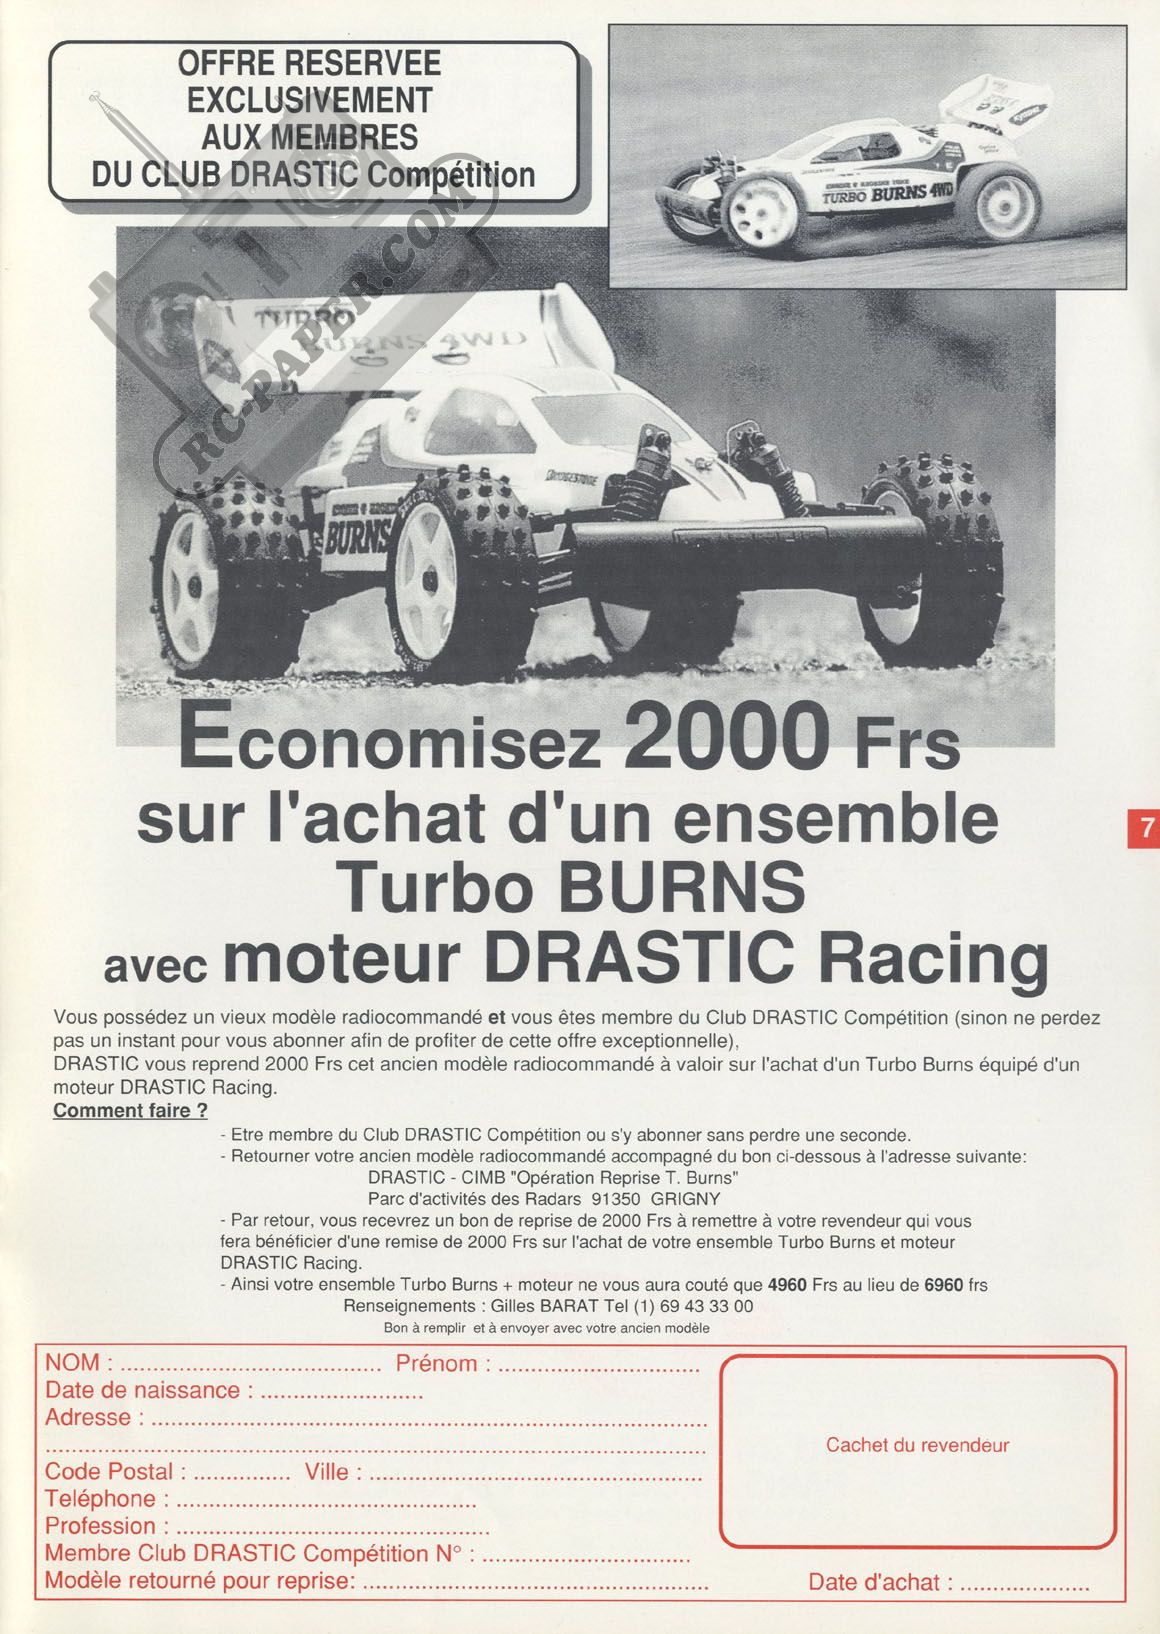 OFFRE RESERVEE
EXCLUSIVEMENT
AUX MEMBRES
DU CLUB DRASTIC Compétition
TURBO BURNS 4WD
RC-PAPER.COM
TURBO
BURNS 4WD
BRIDGESTONE
BURNS
Economisez 2000 Frs
sur l'achat d'un ensemble
Turbo BURNS
avec moteur DRASTIC Racing
7
Vous possédez un vieux modèle radiocommandé et vous êtes membre du Club DRASTIC Compétition (sinon ne perdez
pas un instant pour vous abonner afin de profiter de cette offre exceptionnelle),
DRASTIC vous reprend 2000 Frs cet ancien modèle radiocommandé à valoir sur l'achat d'un Turbo Burns équipé d'un
moteur DRASTIC Racing.
Comment faire ?
- Etre membre du Club DRASTIC Compétition ou s'y abonner sans perdre une seconde.
- Retourner votre ancien modèle radiocommandé accompagné du bon ci-dessous à l'adresse suivante:
DRASTIC - CIMB "Opération Reprise T. Burns"
Parc d'activités des Radars 91350 GRIGNY
- Par retour, vous recevrez un bon de reprise de 2000 Frs à remettre à votre revendeur qui vous
fera bénéficier d'une remise de 2000 Frs sur l'achat de votre ensemble Turbo Burns et moteur
DRASTIC Racing.
- Ainsi votre ensemble Turbo Burns + moteur ne vous aura couté que 4960 Frs au lieu de 6960 frs
Renseignements : Gilles BARAT Tel (1) 69 43 33 00
Bon à remplir et à envoyer avec votre ancien modèle
NOM : ........................................ Prénom : ...............................
Date de naissance : .........................
Adresse : .....................................................................................
.....................................................................................................
Code Postal : ............... Ville : ...................................................
Teléphone : ..............................................
Profession : ................................................
Membre Club DRASTIC Compétition N° : ................................
Modèle retourné pour reprise: .....................................................
Cachet du revendeur
Date d'achat : ....................